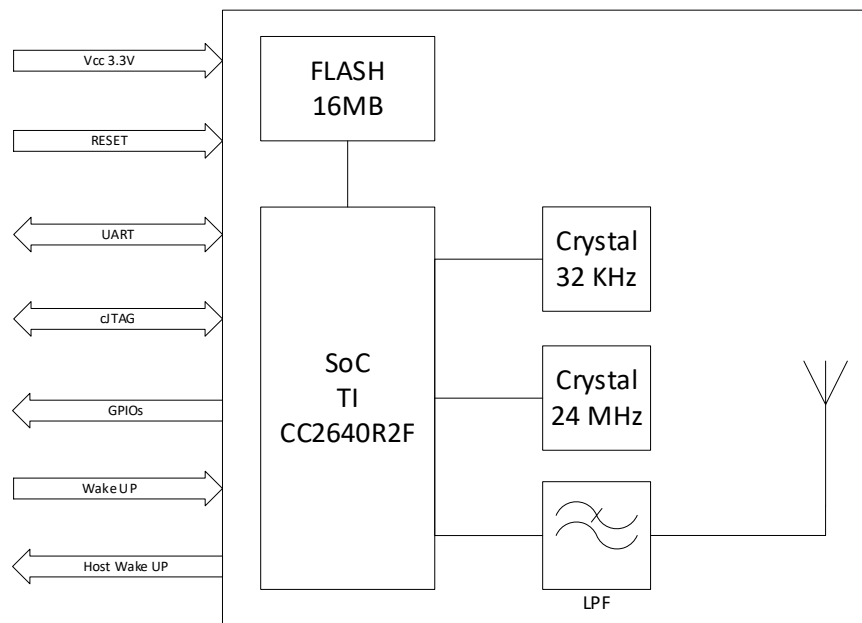 Vcc 3.3V
RESET
UART
cJTAG
GPIOs
Wake UP
Host Wake UP
FLASH
16MB
SoC
TI
CC2640R2F
Crystal
32 KHz
Crystal
24 MHz
LPF